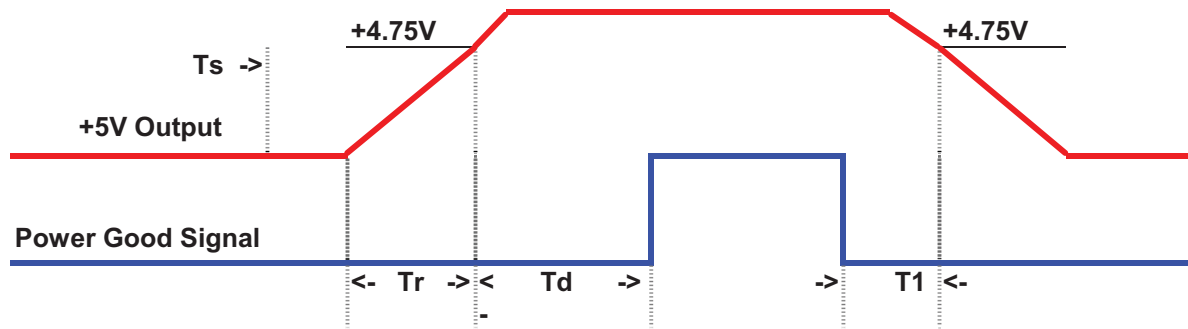 +4.75V +4.75V
Ts ->
+5V Output
Power Good Signal
<- Tr -> < Td -> -> T1 <-
-